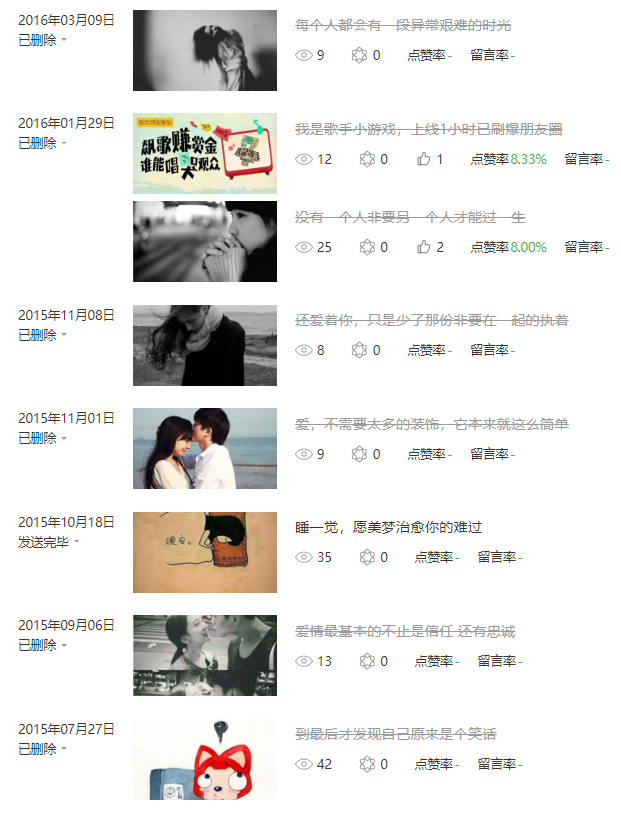 2016年03月09日
已删除
每个人都会有一段异常艰难的时光
9 0 点赞率- 留言率-
2016年01月29日
已删除
飙歌赚赏金
谁能唱哭观众
我是歌手小游戏，上线1小时已刷爆朋友圈
12 0 1 点赞率8.33% 留言率-
没有一个人非要另一个人才能过一生
25 0 2 点赞率8.00% 留言率-
2015年11月08日
已删除
还爱着你，只是少了那份非要在一起的执着
8 0 点赞率- 留言率-
2015年11月01日
已删除
爱，不需要太多的装饰，它本来就这么简单
9 0 点赞率- 留言率-
2015年10月18日
发送完毕
晚安。
睡一觉，愿美梦治愈你的难过
35 0 点赞率- 留言率-
2015年09月06日
已删除
爱情最基本的不止是信任 还有忠诚
13 0 点赞率- 留言率-
2015年07月27日
已删除
到最后才发现自己原来是个笑话
42 0 点赞率- 留言率-